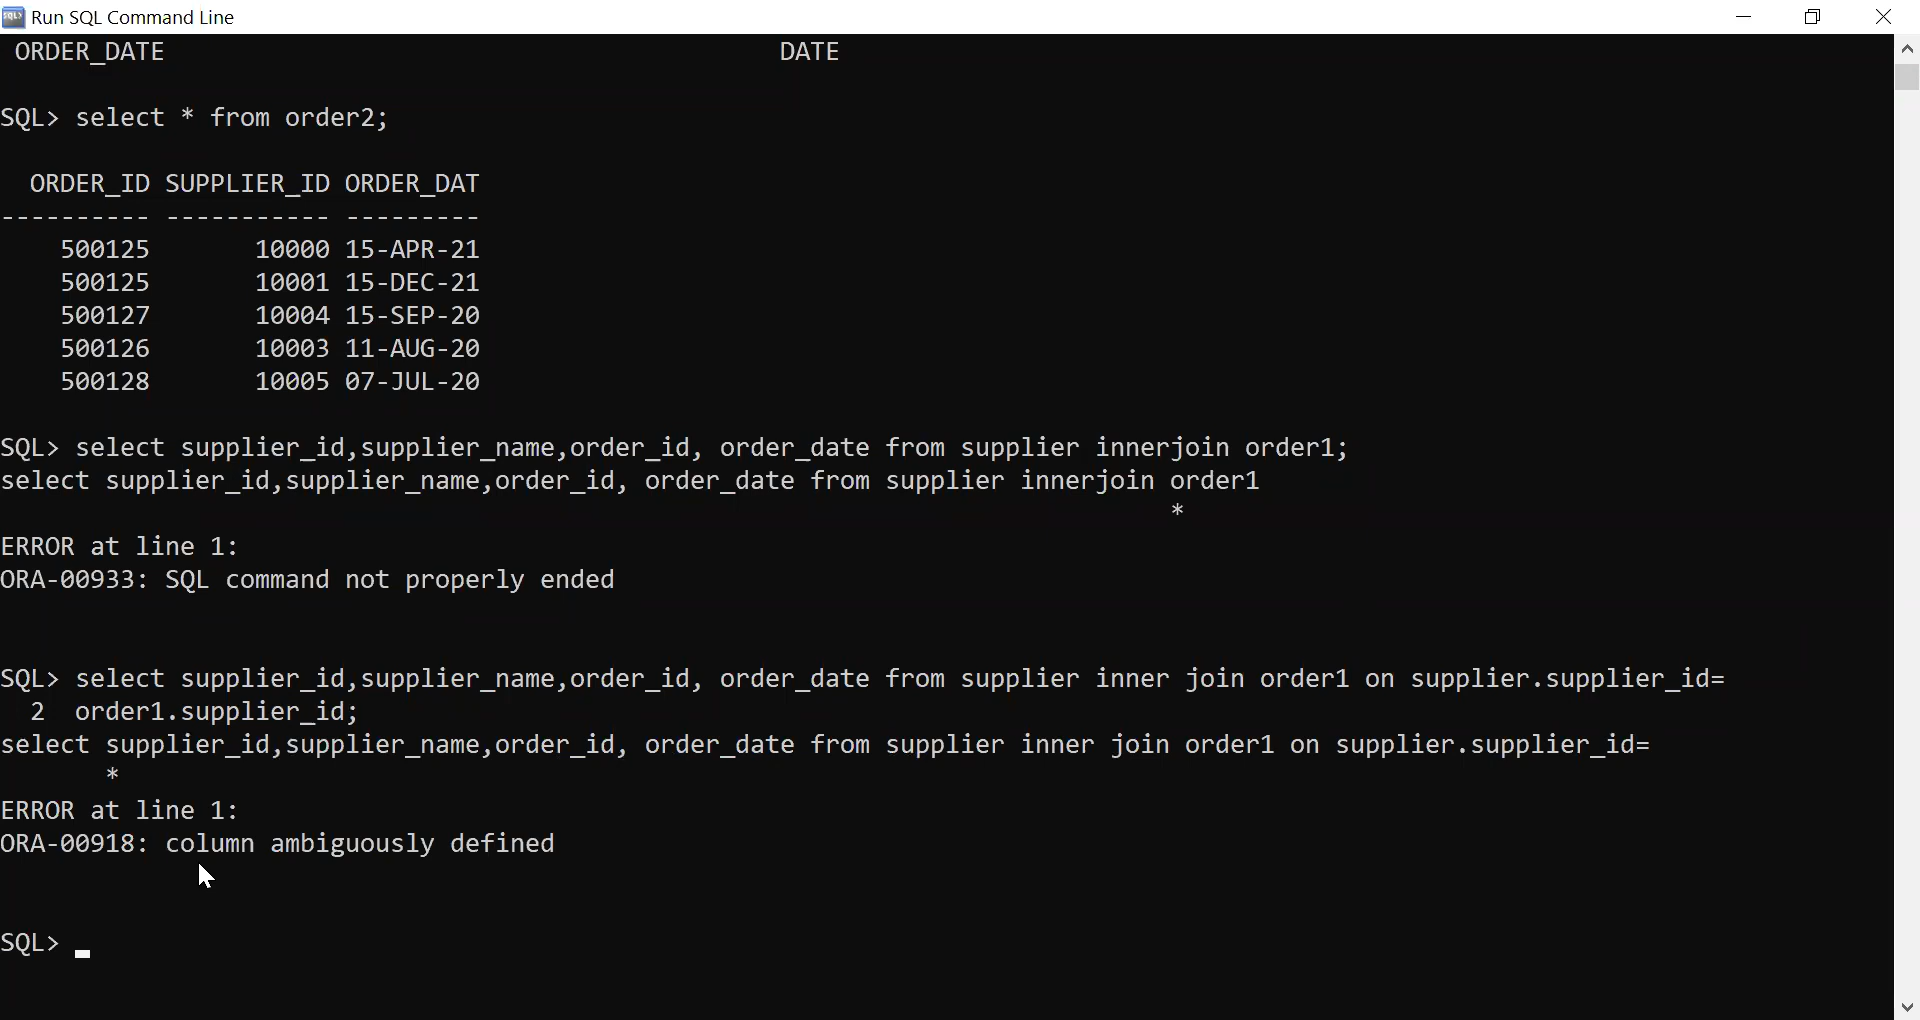 Run SQL Command Line
ORDER_DATE                                         DATE
SQL> select * from order2;
  ORDER_ID SUPPLIER_ID ORDER_DAT
---------- ----------- ---------
    500125       10000 15-APR-21
    500125       10001 15-DEC-21
    500127       10004 15-SEP-20
    500126       10003 11-AUG-20
    500128       10005 07-JUL-20
SQL> select supplier_id,supplier_name,order_id, order_date from supplier innerjoin order1;
select supplier_id,supplier_name,order_id, order_date from supplier innerjoin order1
                                                                              *
ERROR at line 1:
ORA-00933: SQL command not properly ended
SQL> select supplier_id,supplier_name,order_id, order_date from supplier inner join order1 on supplier.supplier_id=
  2  order1.supplier_id;
select supplier_id,supplier_name,order_id, order_date from supplier inner join order1 on supplier.supplier_id=
       *
ERROR at line 1:
ORA-00918: column ambiguously defined
SQL>